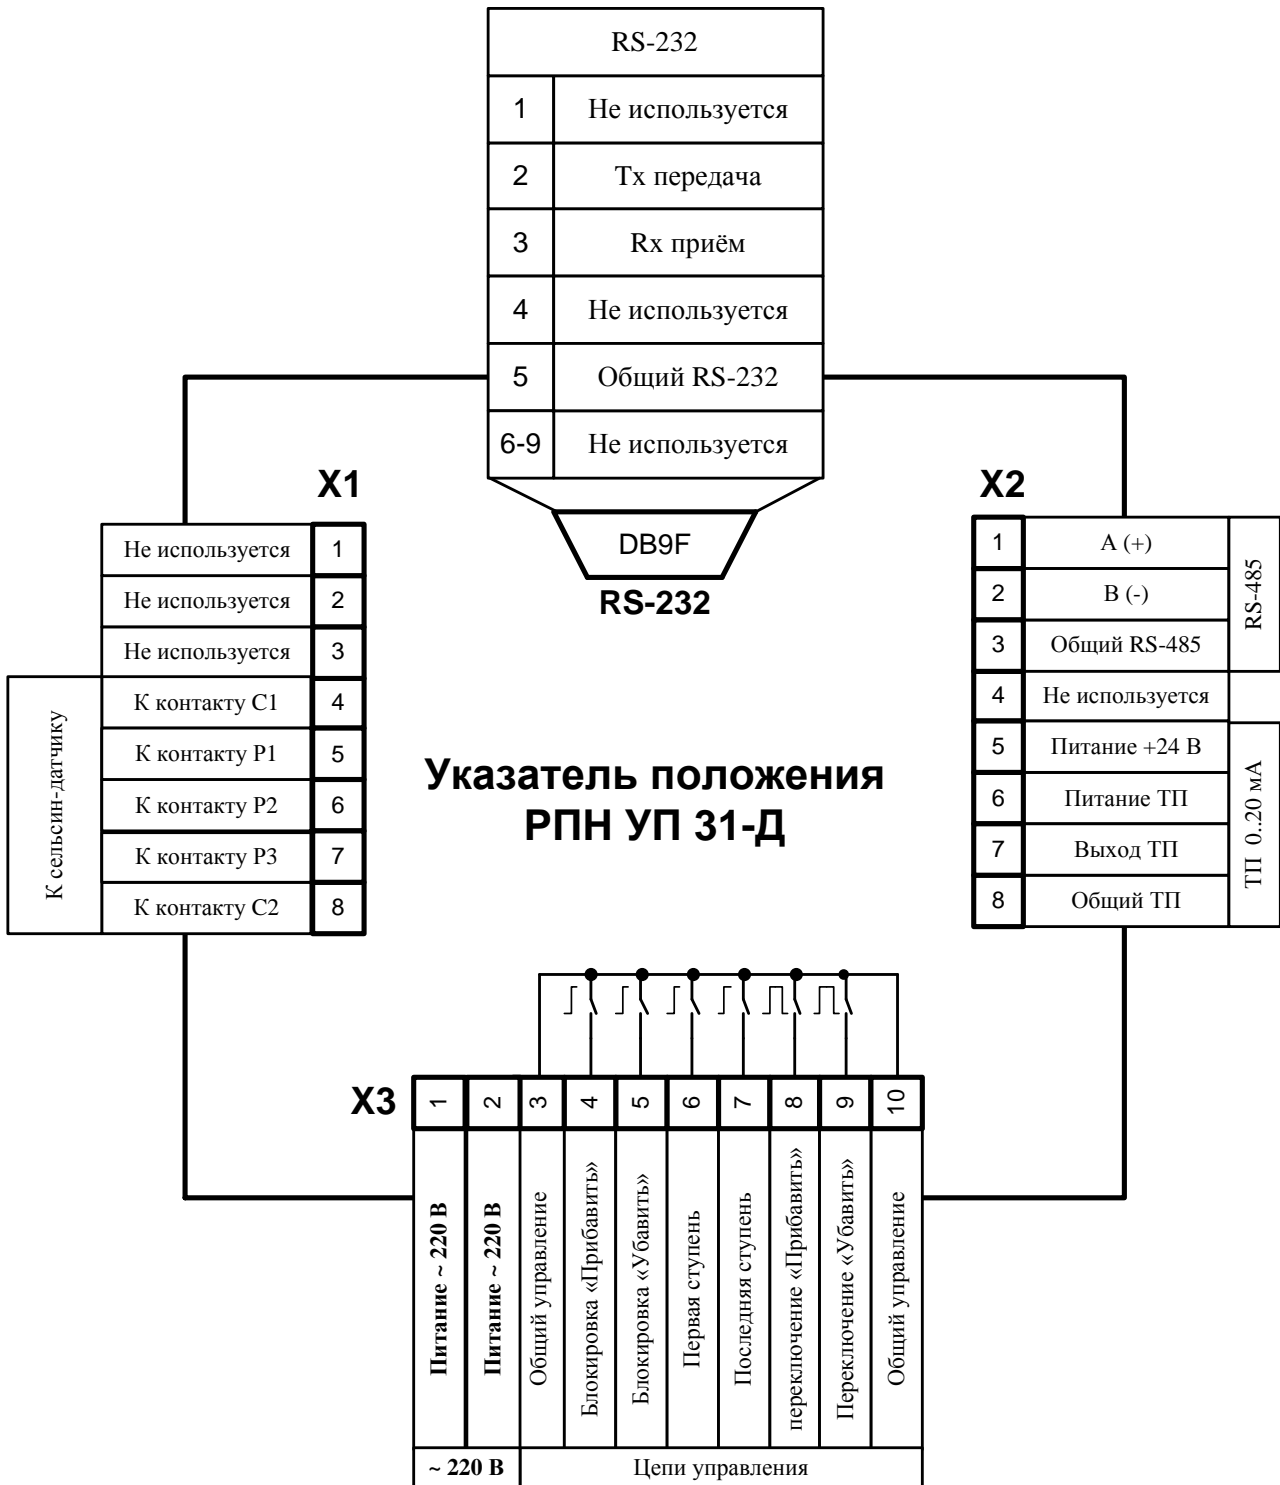 RS-232
1 Не используется
2 Tx передача
3 Rx приём
4 Не используется
5 Общий RS-232
6-9 Не используется
DB9F
RS-232
X1
Не используется 1
Не используется 2
Не используется 3
К контакту С1 4
К контакту Р1 5
К контакту Р2 6
К контакту Р3 7
К контакту С2 8
К сельсин-датчику
X2
1 А (+)
2 В (-)
3 Общий RS-485
4 Не используется
5 Питание +24 В
6 Питание ТП
7 Выход ТП
8 Общий ТП
RS-485
ТП 0..20 мА
Указатель положения
РПН УП 31-Д
X3
1 Питание ~ 220 В
2 Питание ~ 220 В
3 Общий управление
4 Блокировка «Прибавить»
5 Блокировка «Убавить»
6 Первая ступень
7 Последняя ступень
8 переключение «Прибавить»
9 Переключение «Убавить»
10 Общий управление
~ 220 В
Цепи управления